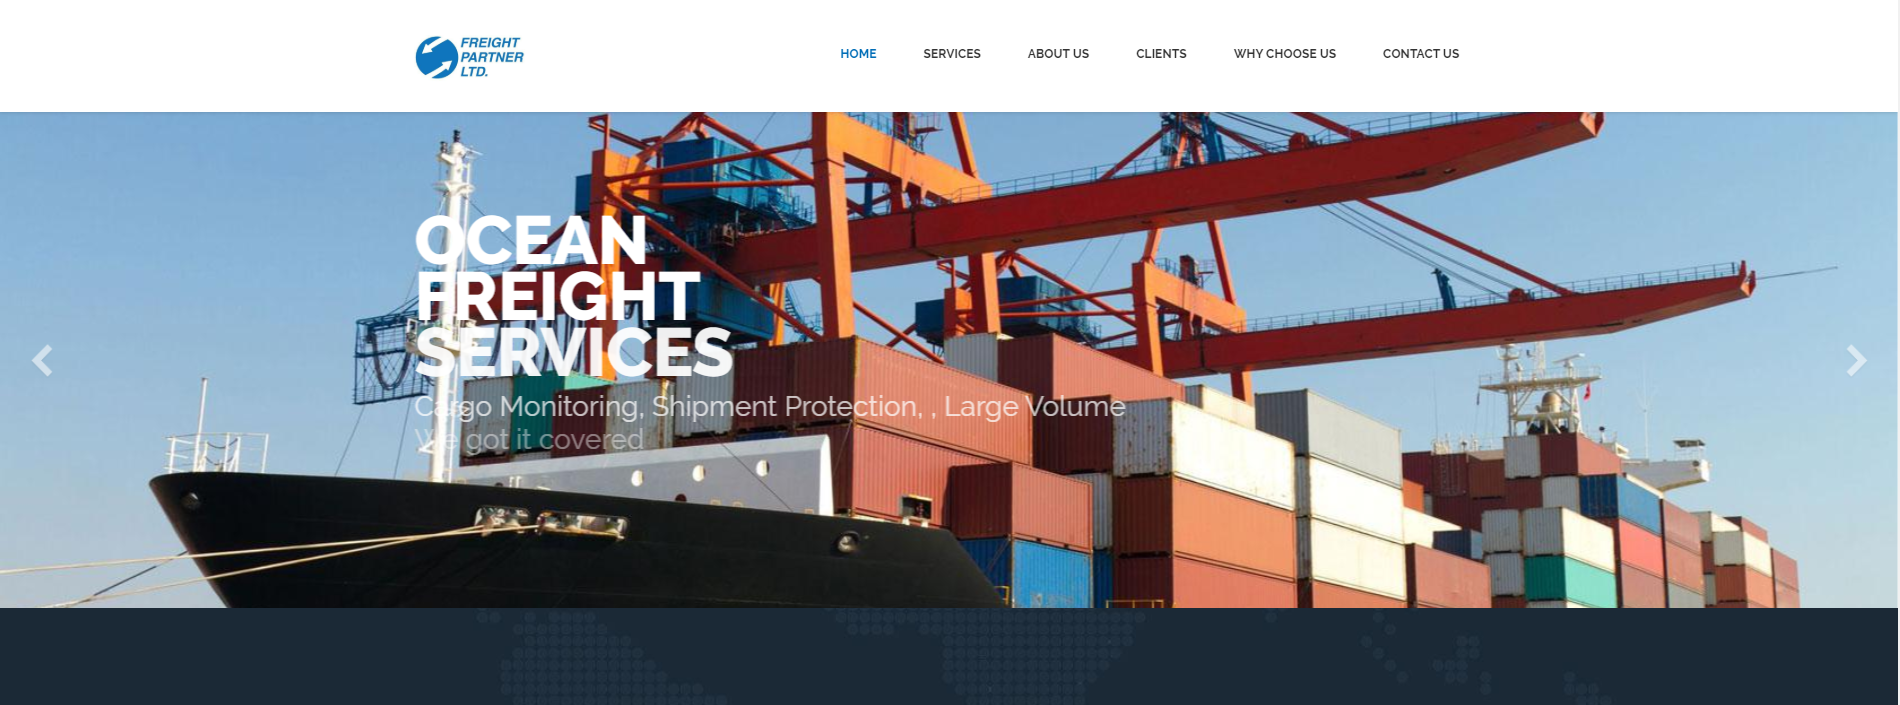 FREIGHT
PARTNER
LTD.
HOME SERVICES ABOUT US CLIENTS WHY CHOOSE US CONTACT US
OCEAN
FREIGHT
SERVICES
Cargo Monitoring, Shipment Protection, , Large Volume
We got it covered